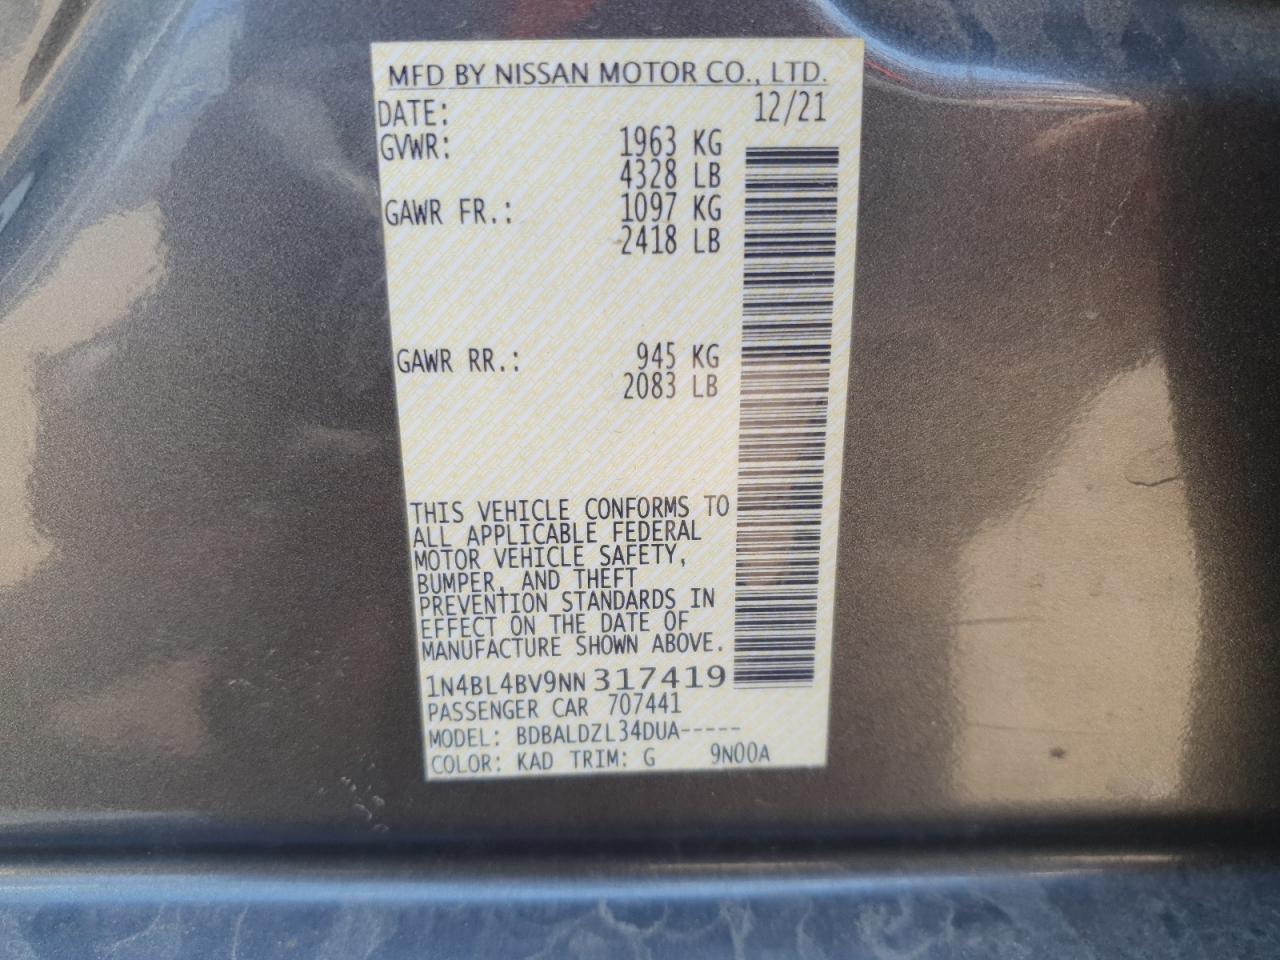 MFD BY NISSAN MOTOR CO., LTD.
DATE: 12/21
GVWR: 1963 KG
4328 LB
GAWR FR.: 1097 KG
2418 LB
GAWR RR.: 945 KG
2083 LB
THIS VEHICLE CONFORMS TO
ALL APPLICABLE FEDERAL
MOTOR VEHICLE SAFETY,
BUMPER, AND THEFT
PREVENTION STANDARDS IN
EFFECT ON THE DATE OF
MANUFACTURE SHOWN ABOVE.
1N4BL4BV9NN317419
PASSENGER CAR 707441
MODEL: BDBALDZL34DUA-----
COLOR: KAD TRIM: G 9N00A